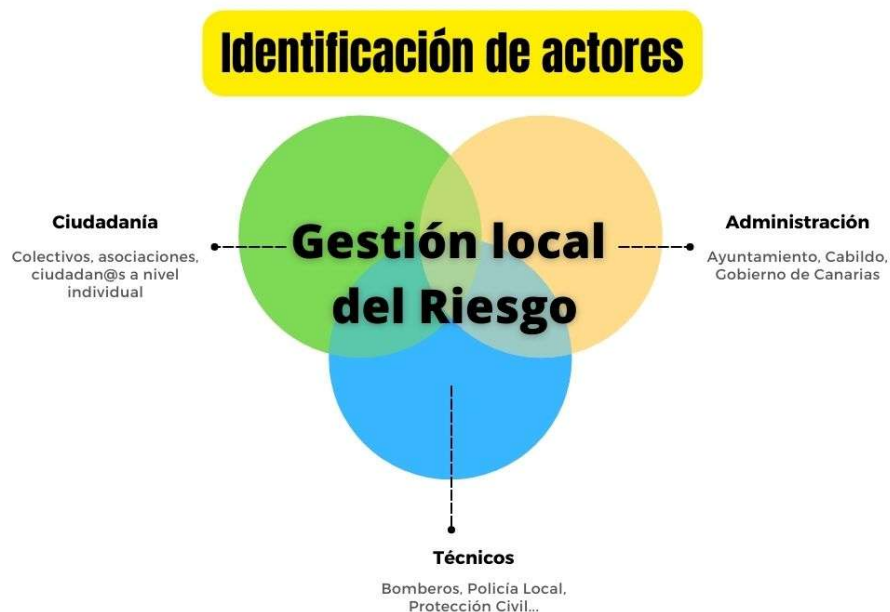 Identificación de actores
Ciudadanía
Colectivos, asociaciones,
ciudadan@s a nivel
individual
Gestión local
del Riesgo
Administración
Ayuntamiento, Cabildo,
Gobierno de Canarias
Técnicos
Bomberos, Policía Local,
Protección Civil...